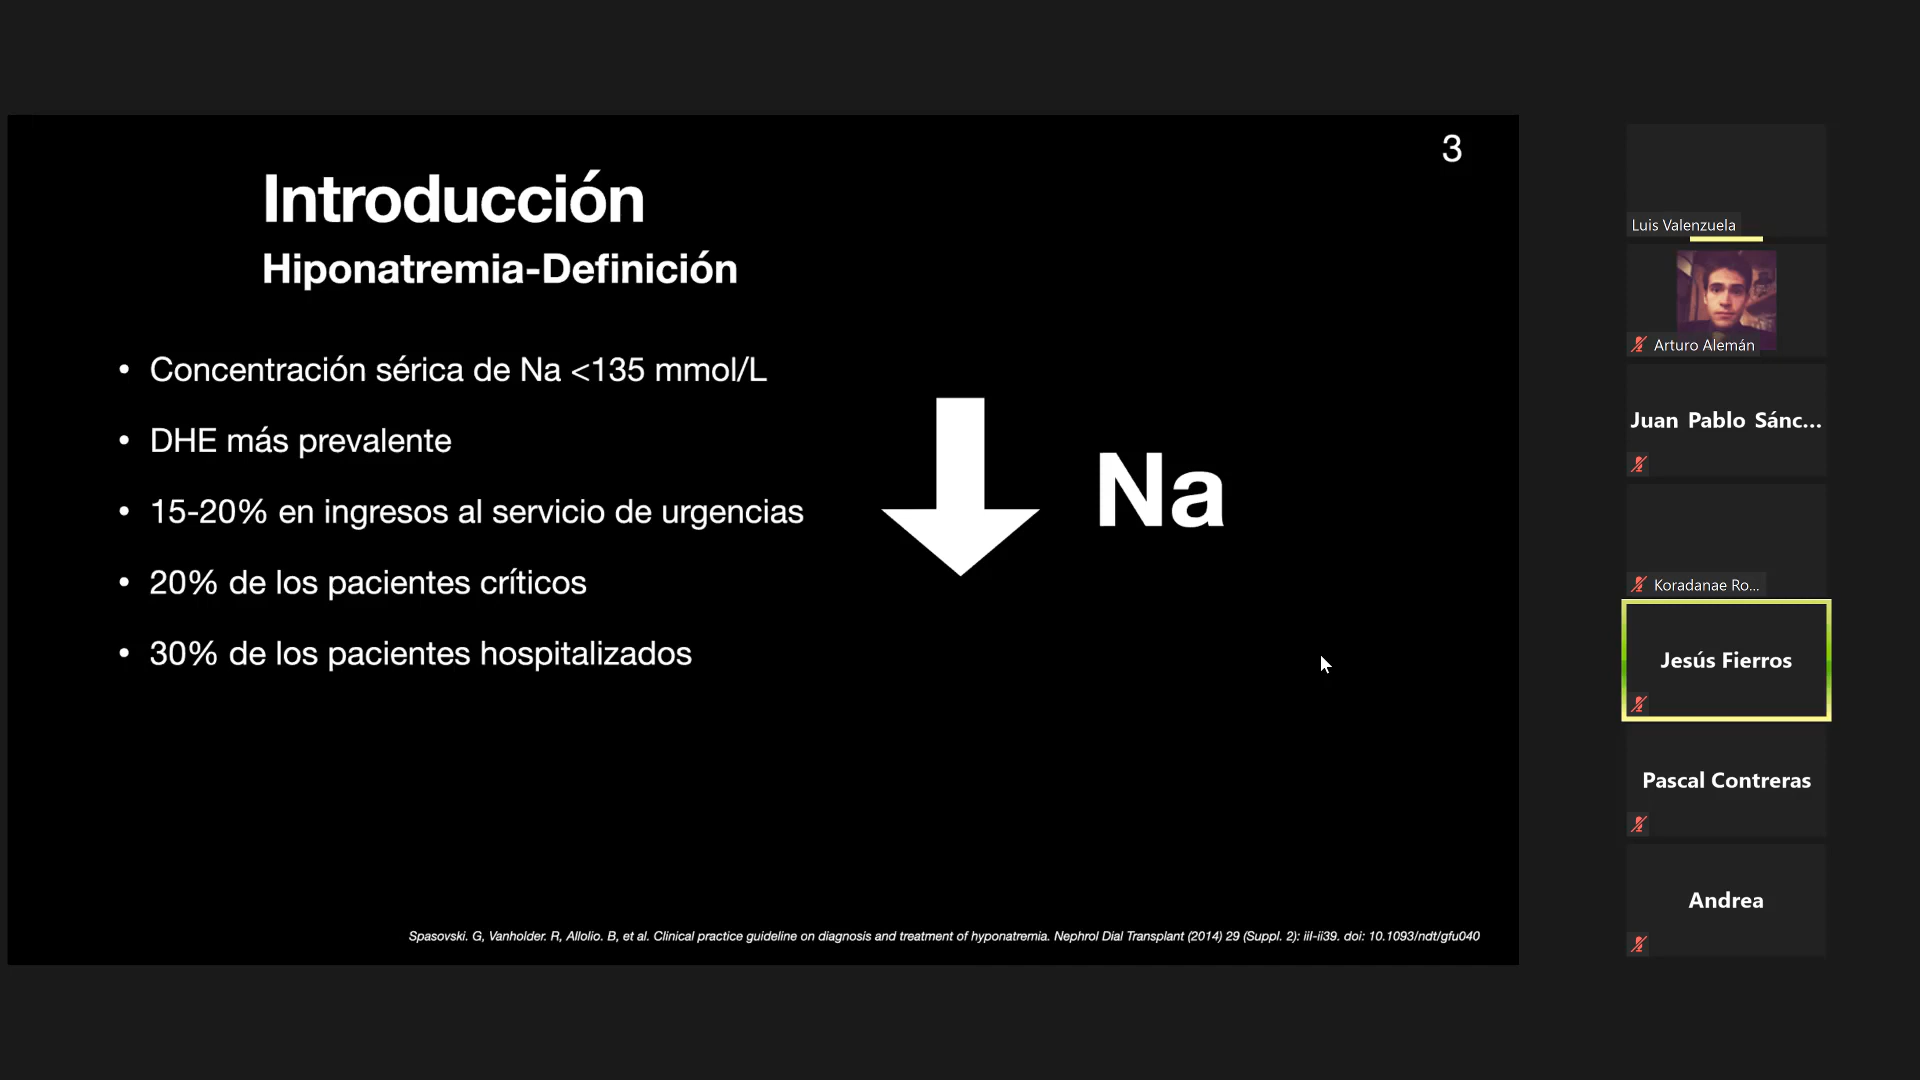 3
Introducción
Hiponatremia-Definición
• Concentración sérica de Na <135 mmol/L
• DHE más prevalente
• 15-20% en ingresos al servicio de urgencias
• 20% de los pacientes críticos
• 30% de los pacientes hospitalizados
Na
Spasovski. G, Vanholder. R, Allolio. B, et al. Clinical practice guideline on diagnosis and treatment of hyponatremia. Nephrol Dial Transplant (2014) 29 (Suppl. 2): iil-ii39. doi: 10.1093/ndt/gfu040
Luis Valenzuela
Arturo Alemán
Juan Pablo Sánc...
Koradanae Ro...
Jesús Fierros
Pascal Contreras
Andrea